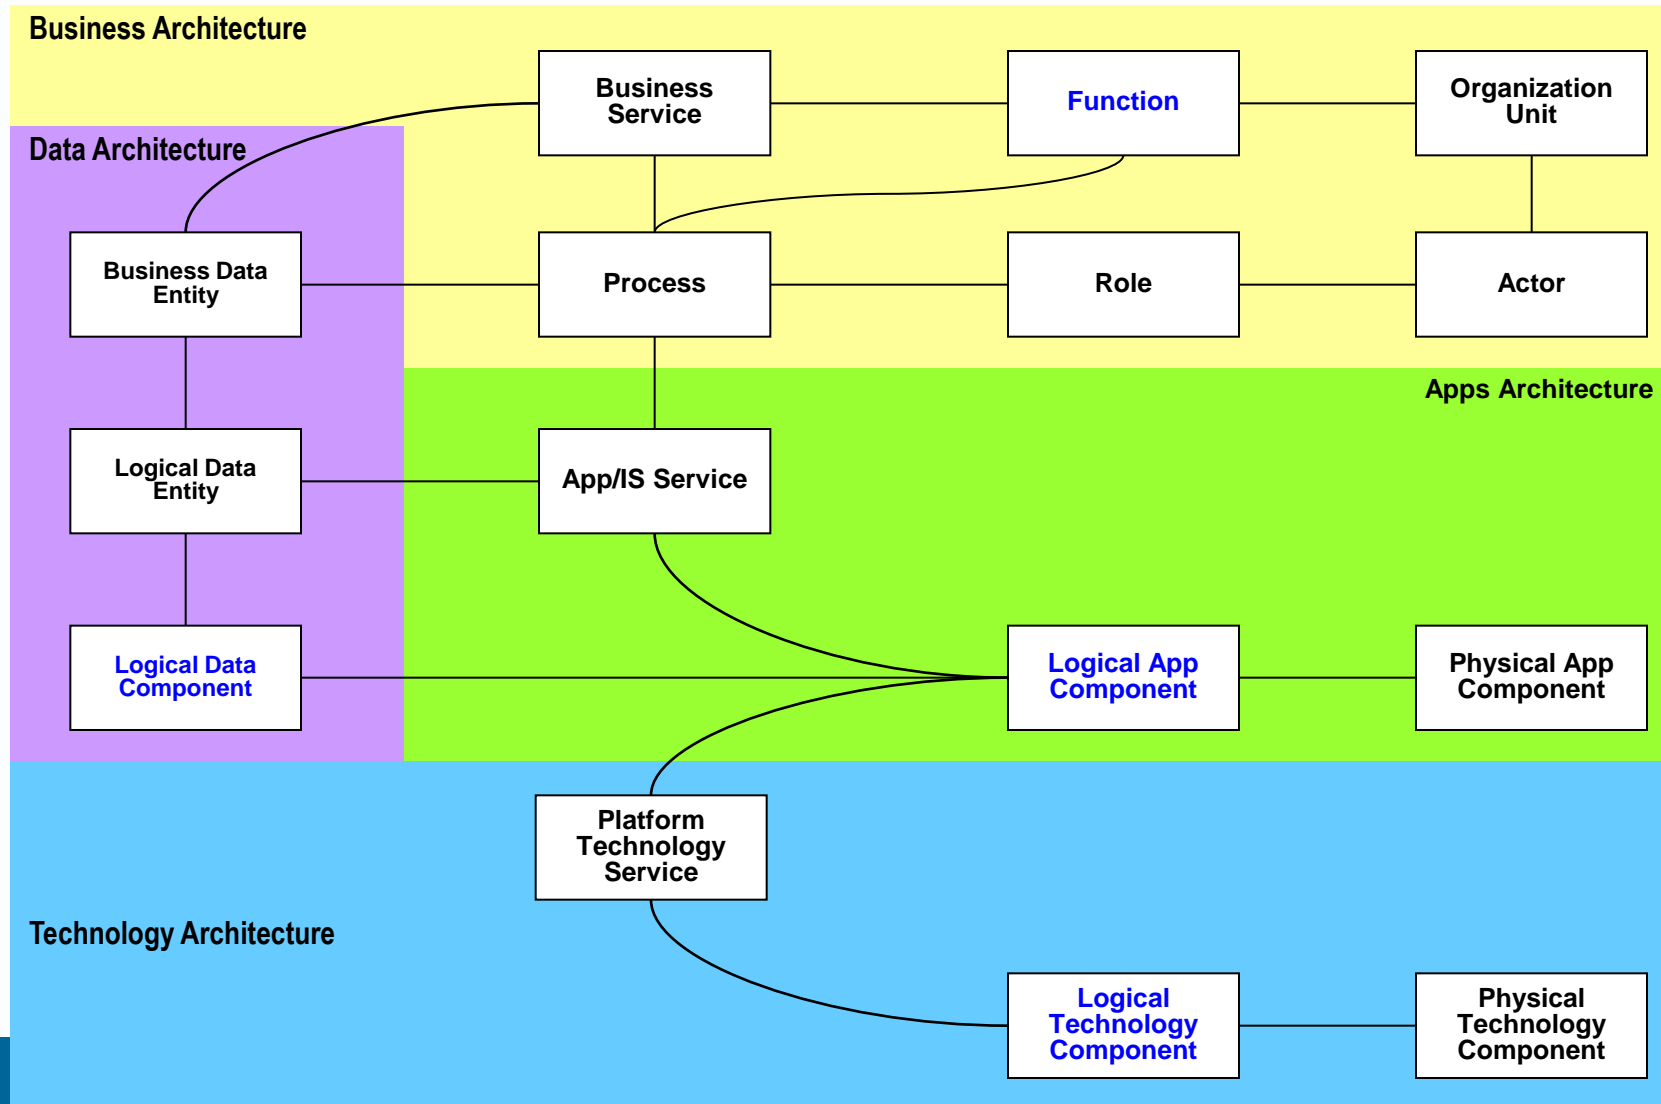 Business Architecture
Business
Service
Function
Organization
Unit
Data Architecture
Business Data
Entity
Process
Role
Actor
Apps Architecture
Logical Data
Entity
App/IS Service
Logical Data
Component
Logical App
Component
Physical App
Component
Platform
Technology
Service
Technology Architecture
Logical
Technology
Component
Physical
Technology
Component